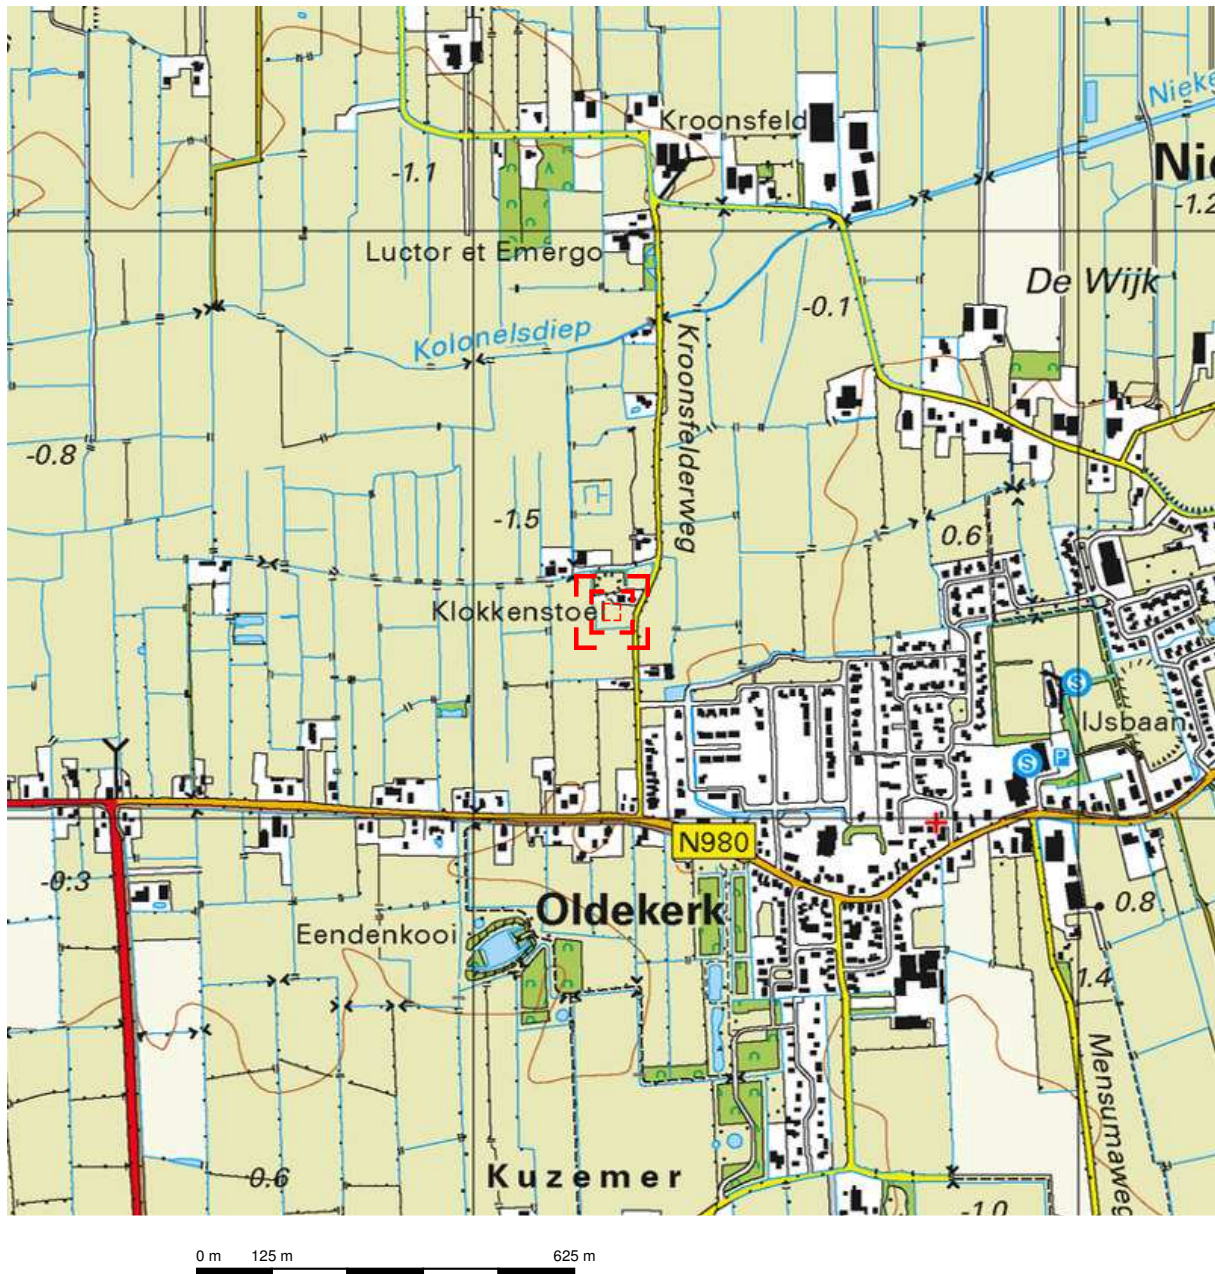 Kroonsfeld
Nieke
Nie
-1.1
-1.2
Luctor et Emergo
De Wijk
-0.1
Kolonelsdiep
Kroonsfelderweg
-0.8
-1.5
0.6
Klokkenstoel
S
IJsbaan
S
P
N980
-0.3
Oldekerk
0.8
Eendenkooi
1.4
Mensumaweg
0.6
Kuzemer
-1.0
0 m 125 m 625 m